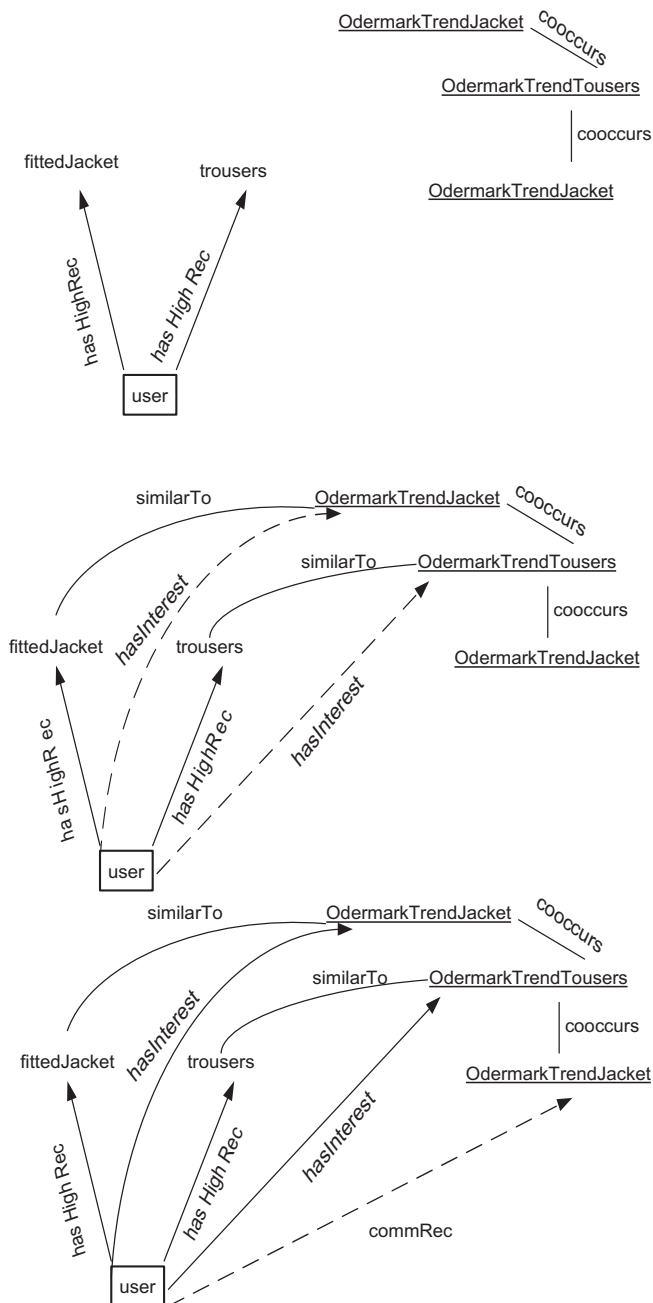 OdermarkTrendJacket
cooccurs
OdermarkTrendTousers
cooccurs
fittedJacket
trousers
OdermarkTrendJacket
has HighRec
has High Rec
user
similarTo
OdermarkTrendJacket
cooccurs
similarTo
OdermarkTrendTousers
hasInterest
cooccurs
fittedJacket
trousers
OdermarkTrendJacket
ha sHighR ec
has HighRec
hasInterest
user
similarTo
OdermarkTrendJacket
cooccurs
similarTo
OdermarkTrendTousers
hasInterest
cooccurs
fittedJacket
trousers
OdermarkTrendJacket
has High Rec
has High Rec
hasInterest
commRec
user